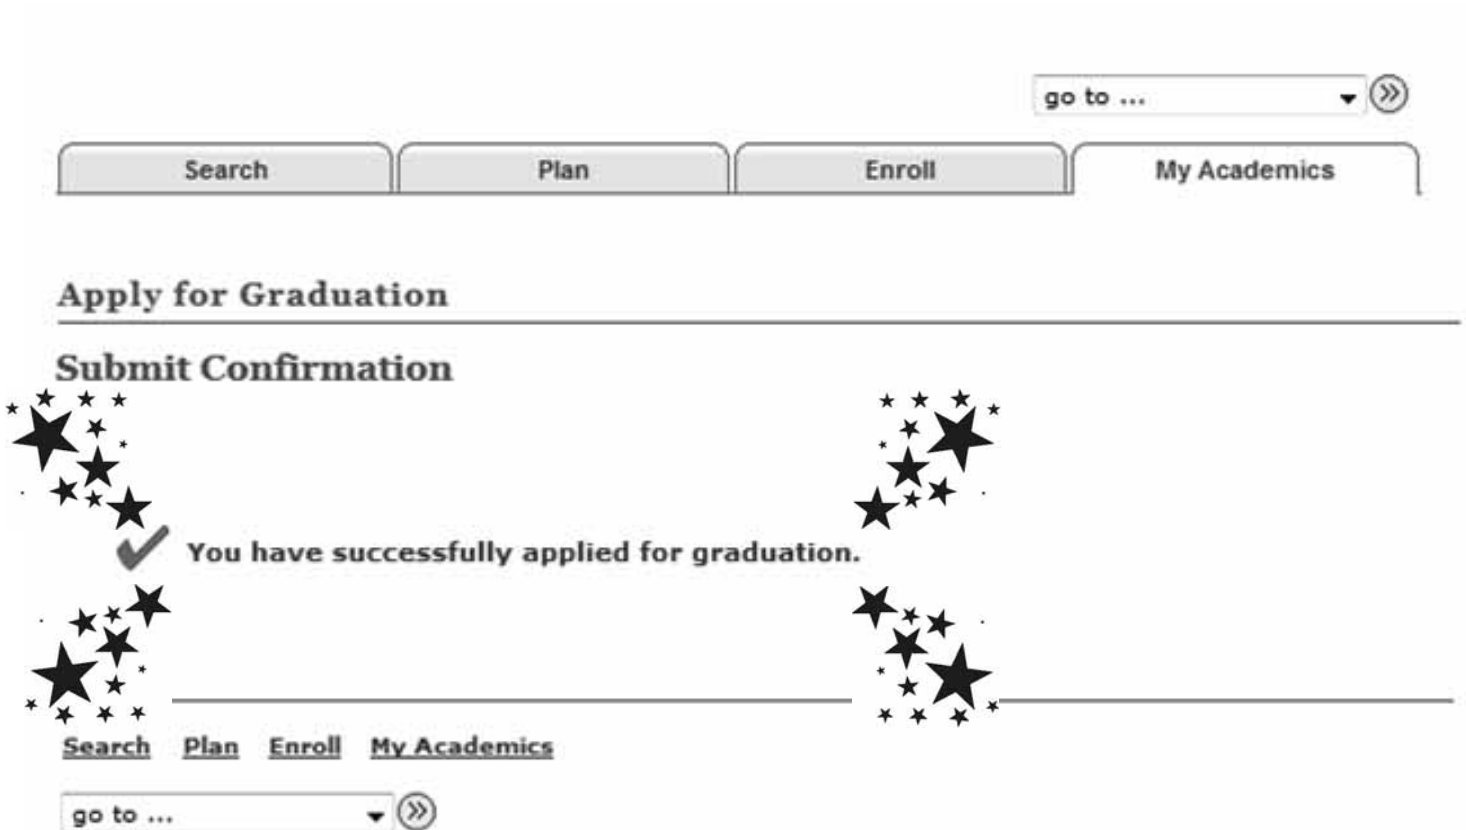 go to ...
Search Plan Enroll My Academics
Apply for Graduation
Submit Confirmation
You have successfully applied for graduation.
Search Plan Enroll My Academics
go to ...